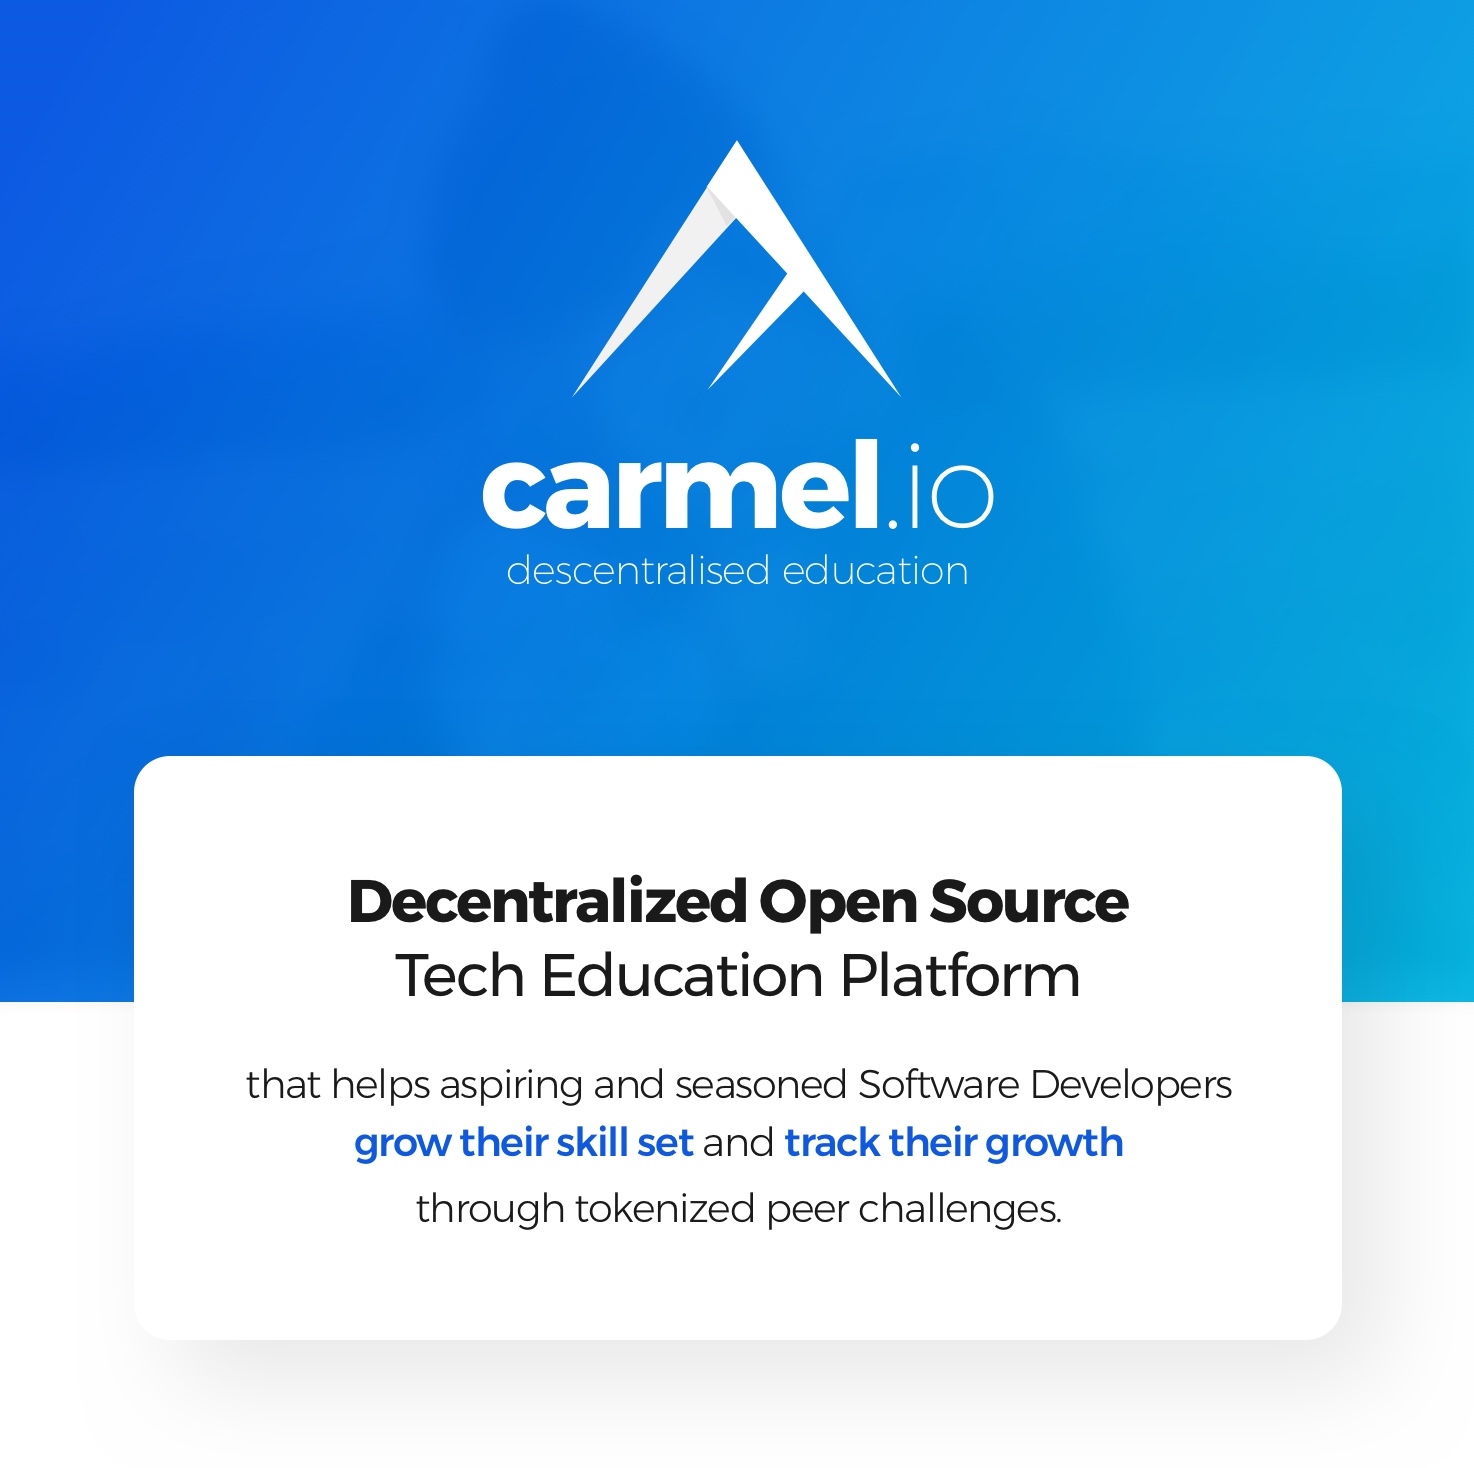 carmel.io
descentralised education
Decentralized Open Source
Tech Education Platform
that helps aspiring and seasoned Software Developers
grow their skill set and track their growth
through tokenized peer challenges.